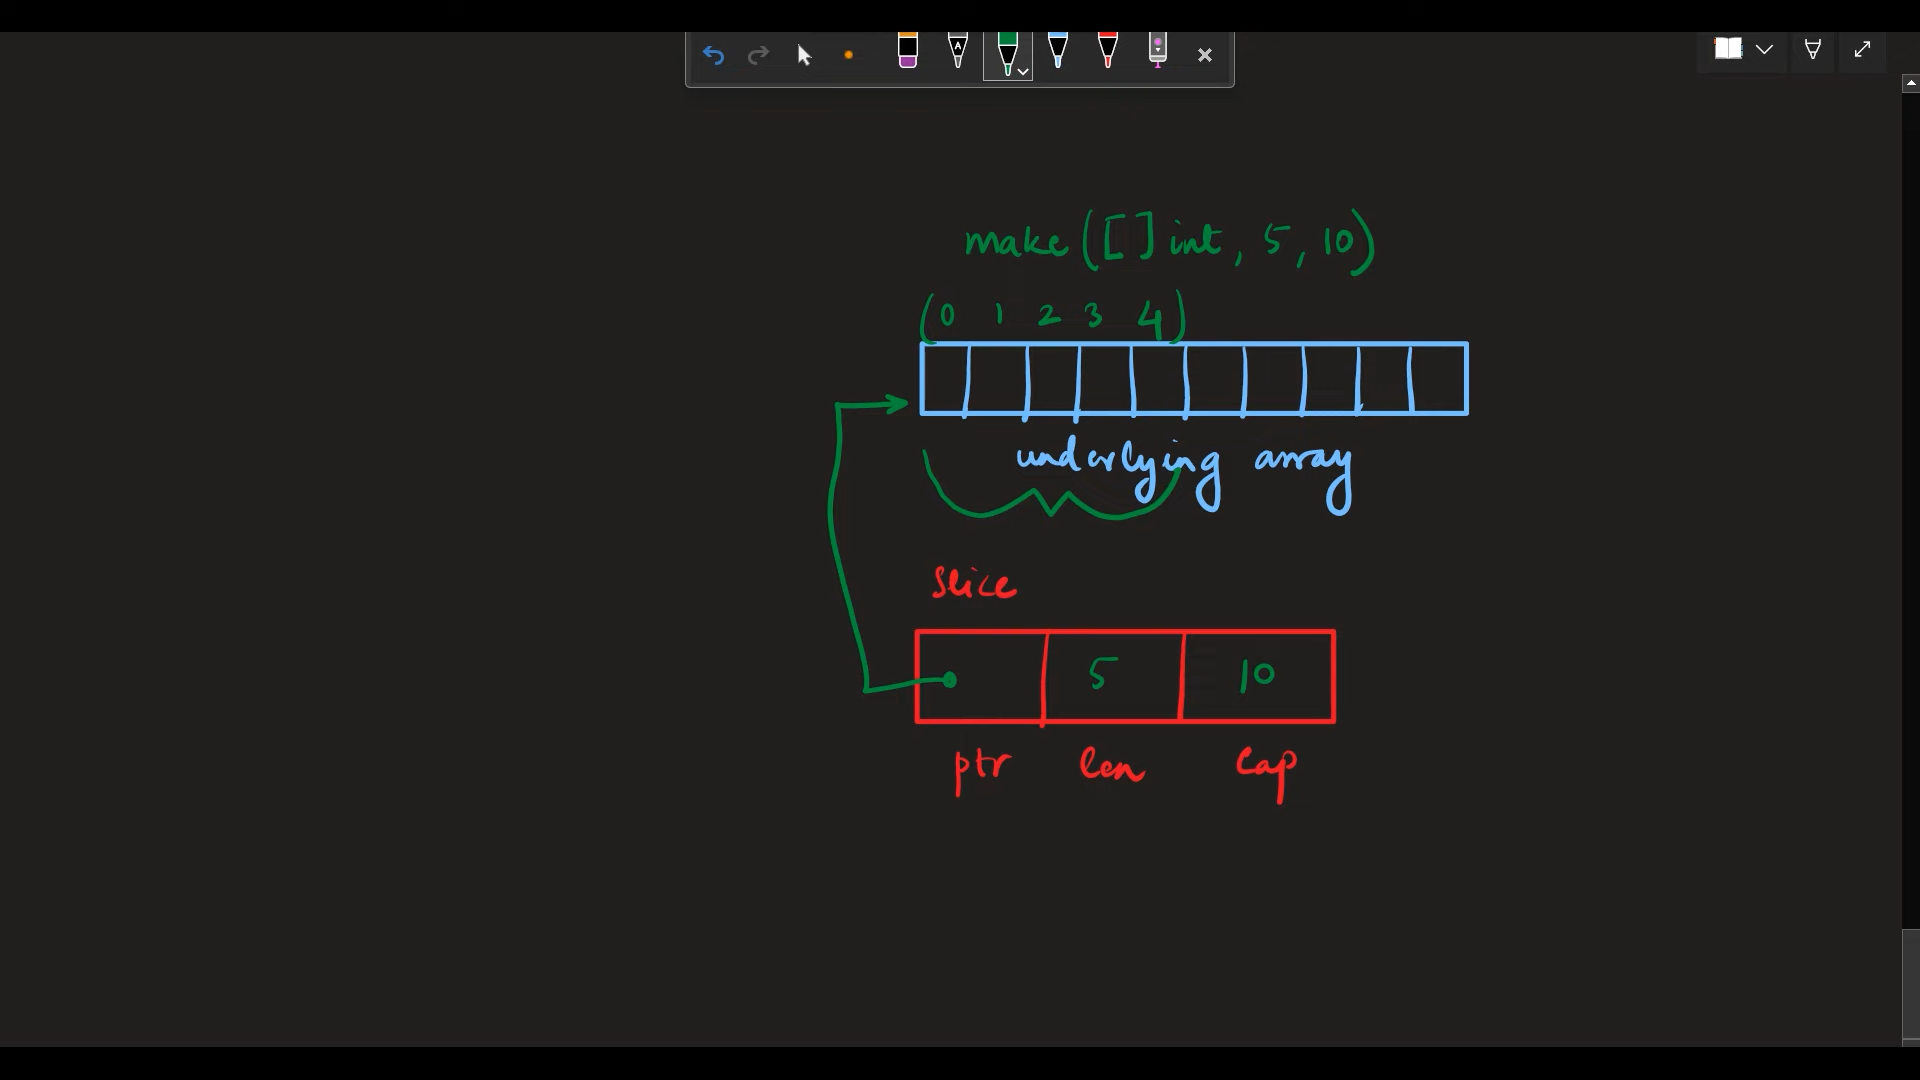 make([]int, 5, 10)
(0 1 2 3 4)
underlying array
slice
5 10
ptr len cap